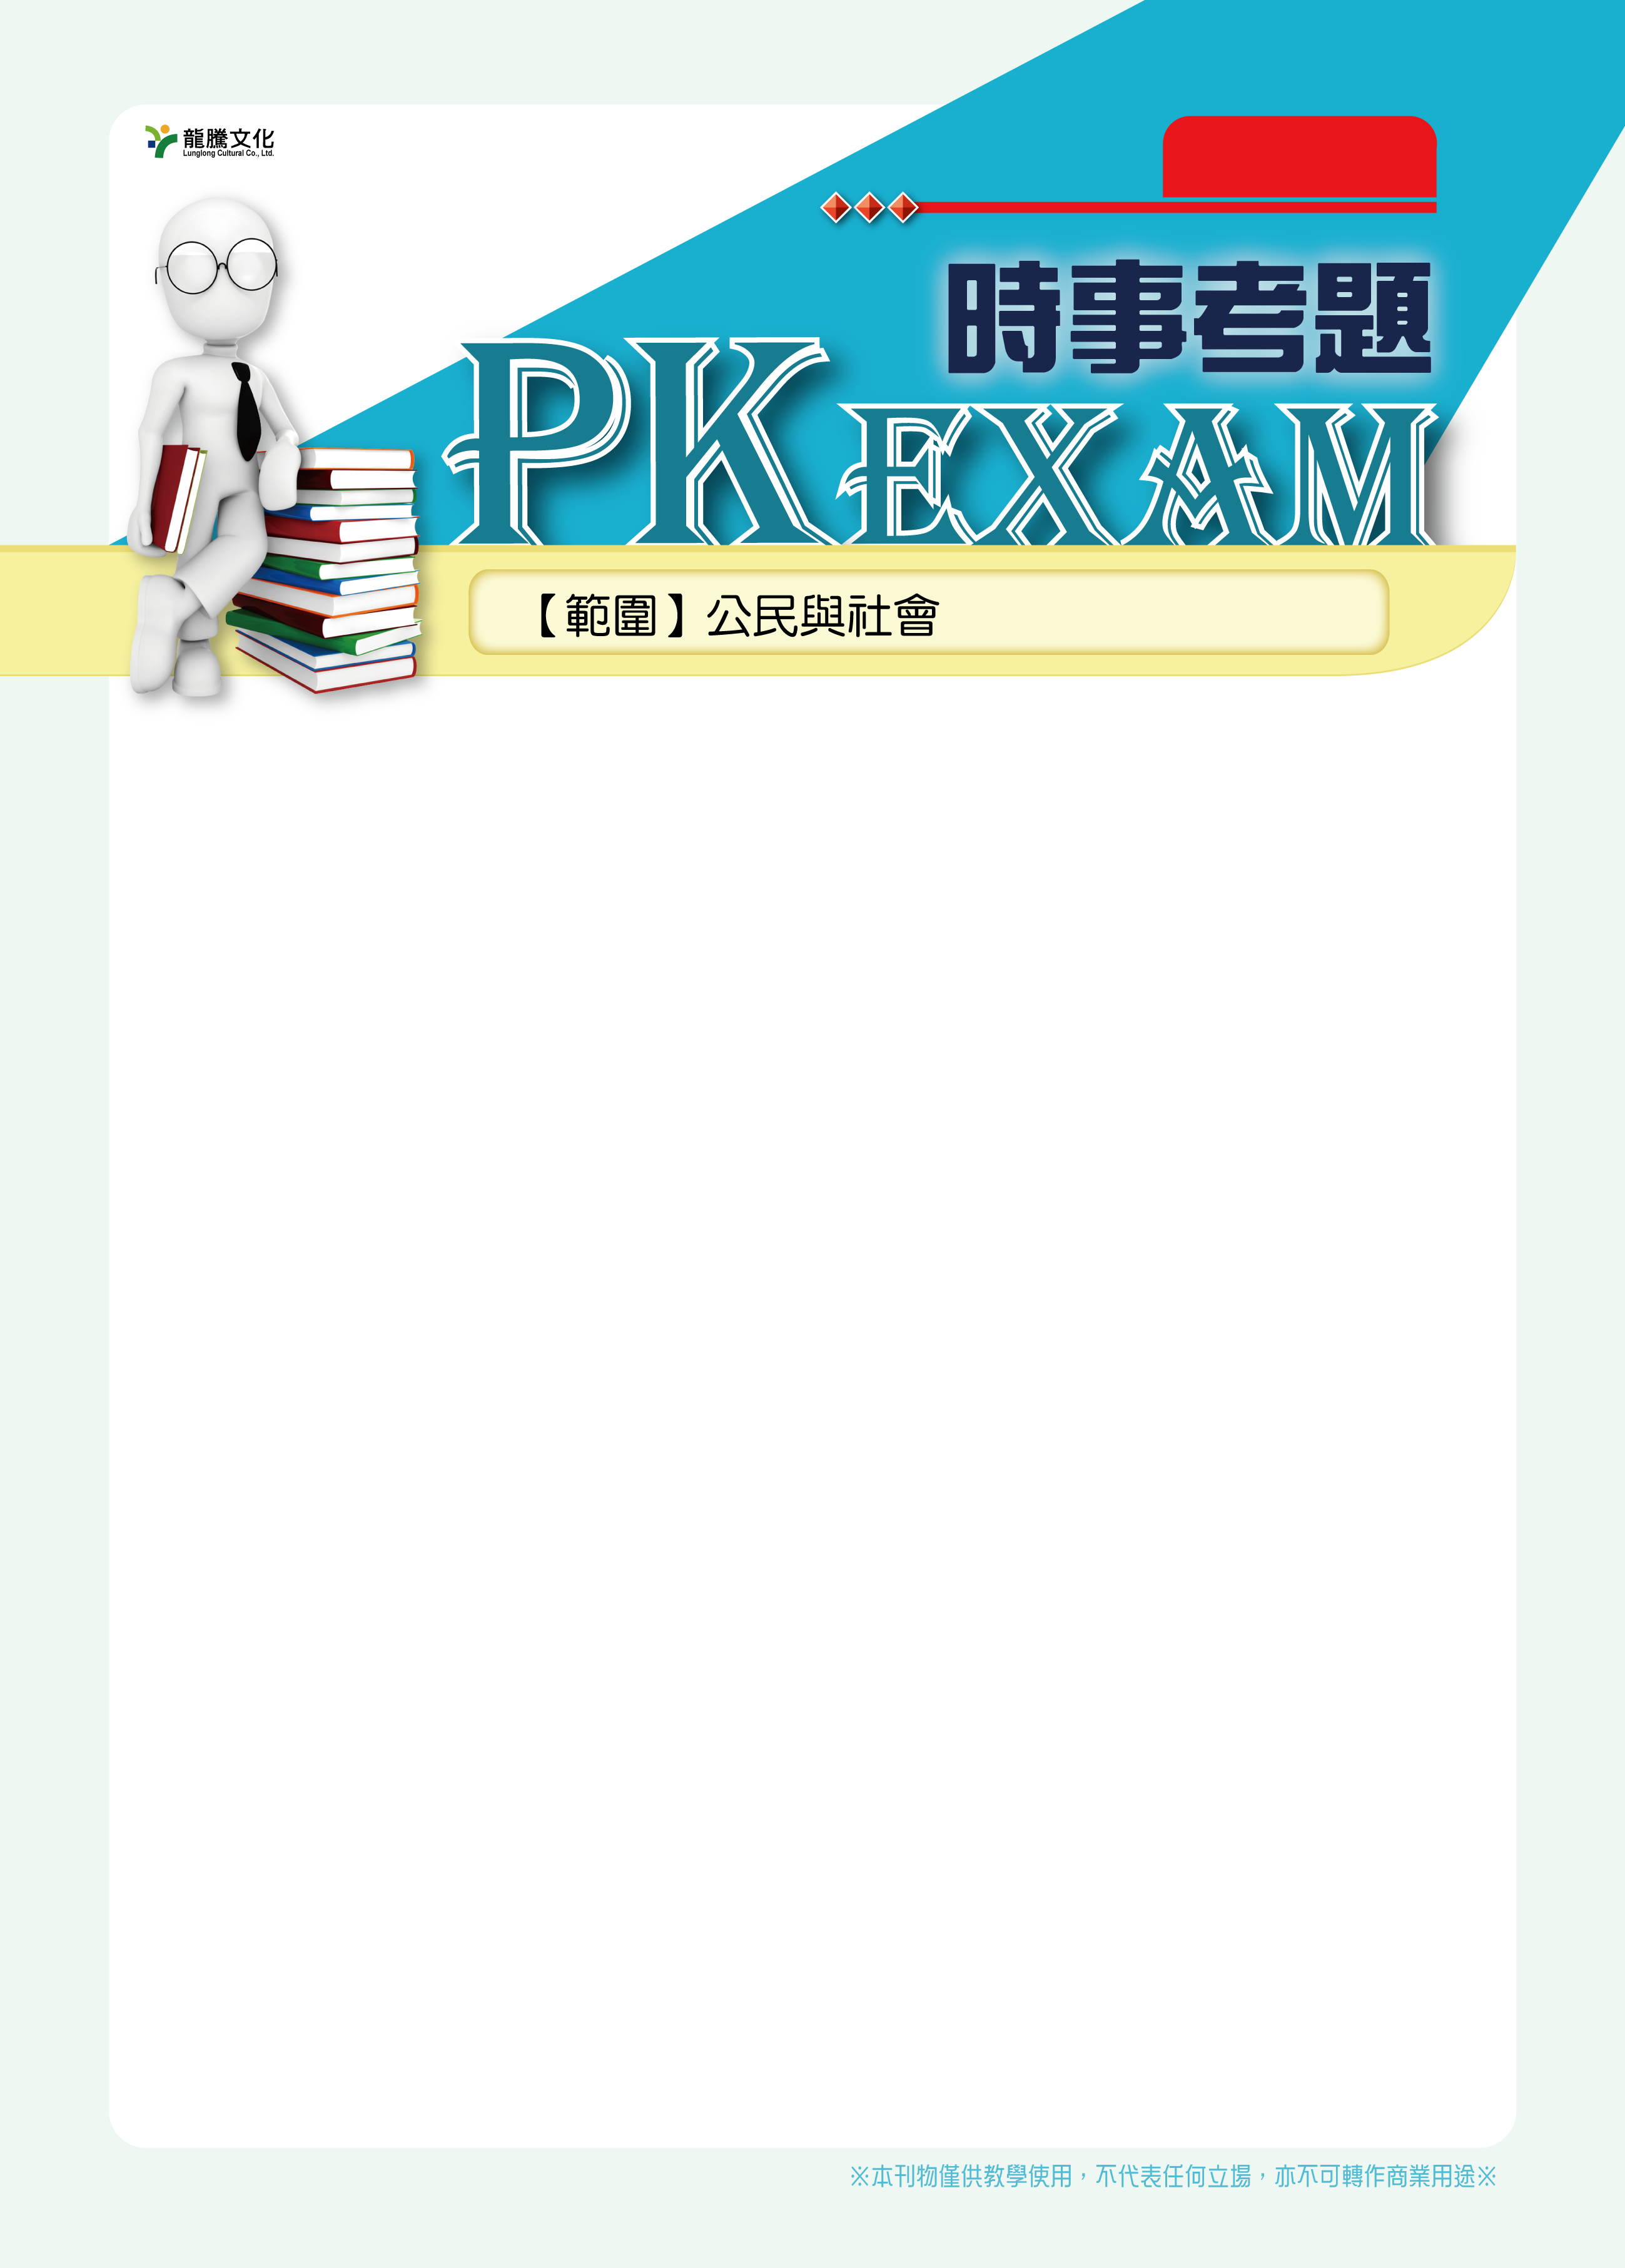 龍騰文化
Lunglong Cultural Co., Ltd.
時事考題
PK EXAM
【範圍】公民與社會
※本刊物僅供教學使用，不代表任何立場，亦不可轉作商業用途※